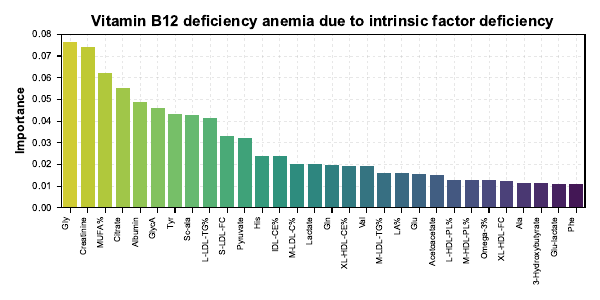 Vitamin B12 deficiency anemia due to intrinsic factor deficiency
Importance
0.08
0.07
0.06
0.05
0.04
0.03
0.02
0.01
0.00
Gly
Creatinine
MUFA%
Citrate
Albumin
GlycA
Tyr
Sc-ala
L-LDL-TG%
S-LDL-FC
Pyruvate
His
IDL-CE%
M-LDL-C%
Lactate
Gln
XL-HDL-CE%
Val
M-LDL-TG%
LA%
Glu
Acetoacetate
L-HDL-PL%
M-HDL-PL%
Omega-3%
XL-HDL-FC
Ala
3-Hydroxybutyrate
Glu-lactate
Phe